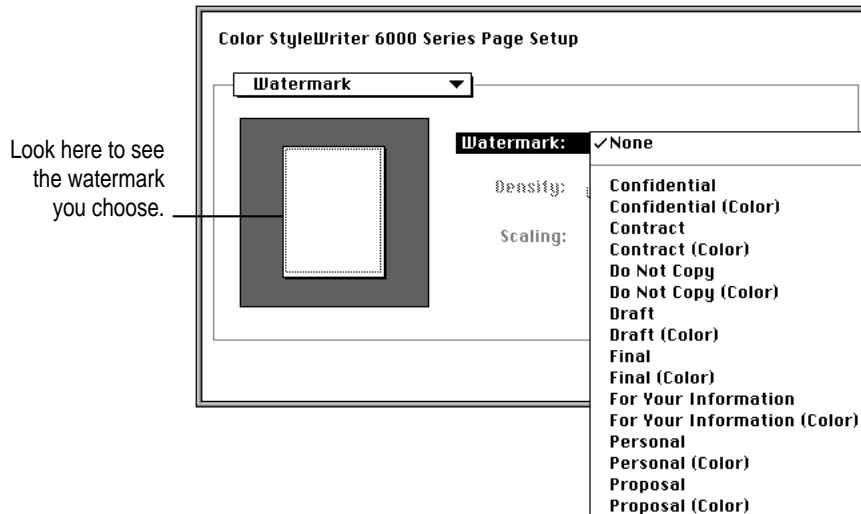 Color StyleWriter 6000 Series Page Setup
Watermark
Look here to see
the watermark
you choose.
Watermark:
✓None
Density:
Scaling:
Confidential
Confidential (Color)
Contract
Contract (Color)
Do Not Copy
Do Not Copy (Color)
Draft
Draft (Color)
Final
Final (Color)
For Your Information
For Your Information (Color)
Personal
Personal (Color)
Proposal
Proposal (Color)